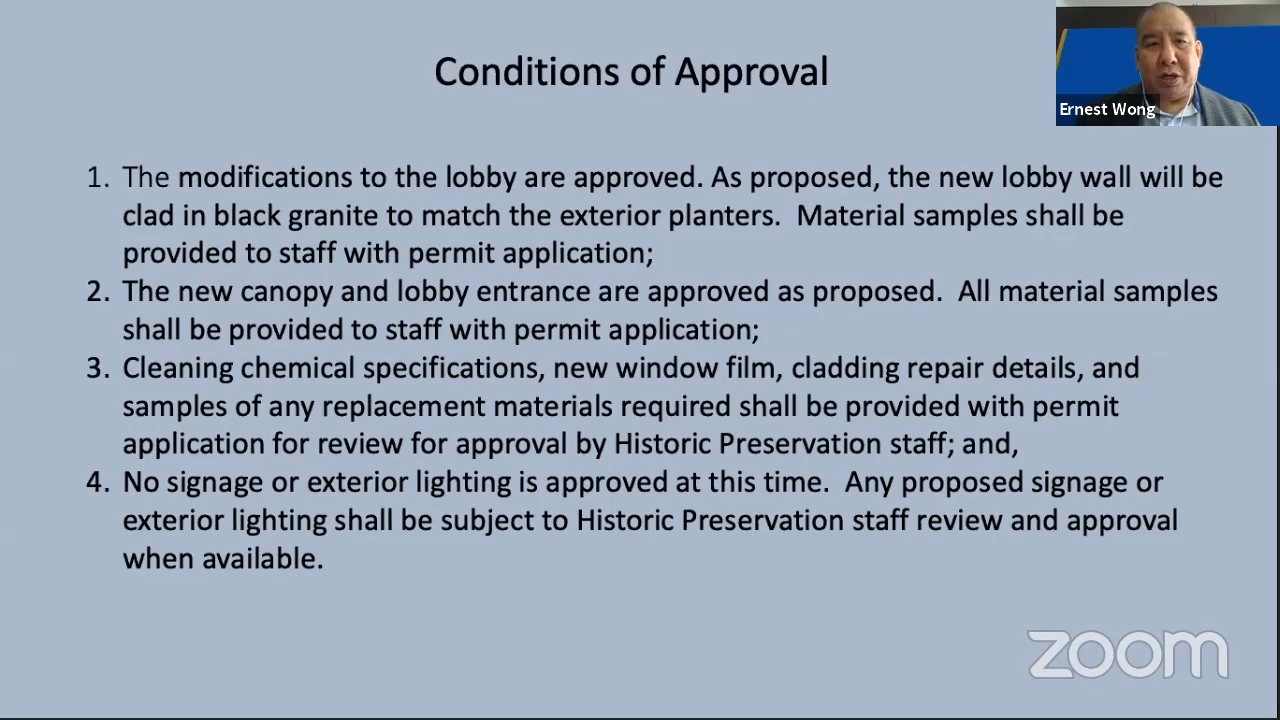 Conditions of Approval
Ernest Wong
1. The modifications to the lobby are approved. As proposed, the new lobby wall will be
clad in black granite to match the exterior planters.  Material samples shall be
provided to staff with permit application;
2. The new canopy and lobby entrance are approved as proposed.  All material samples
shall be provided to staff with permit application;
3. Cleaning chemical specifications, new window film, cladding repair details, and
samples of any replacement materials required shall be provided with permit
application for review for approval by Historic Preservation staff; and,
4. No signage or exterior lighting is approved at this time.  Any proposed signage or
exterior lighting shall be subject to Historic Preservation staff review and approval
when available.
zoom